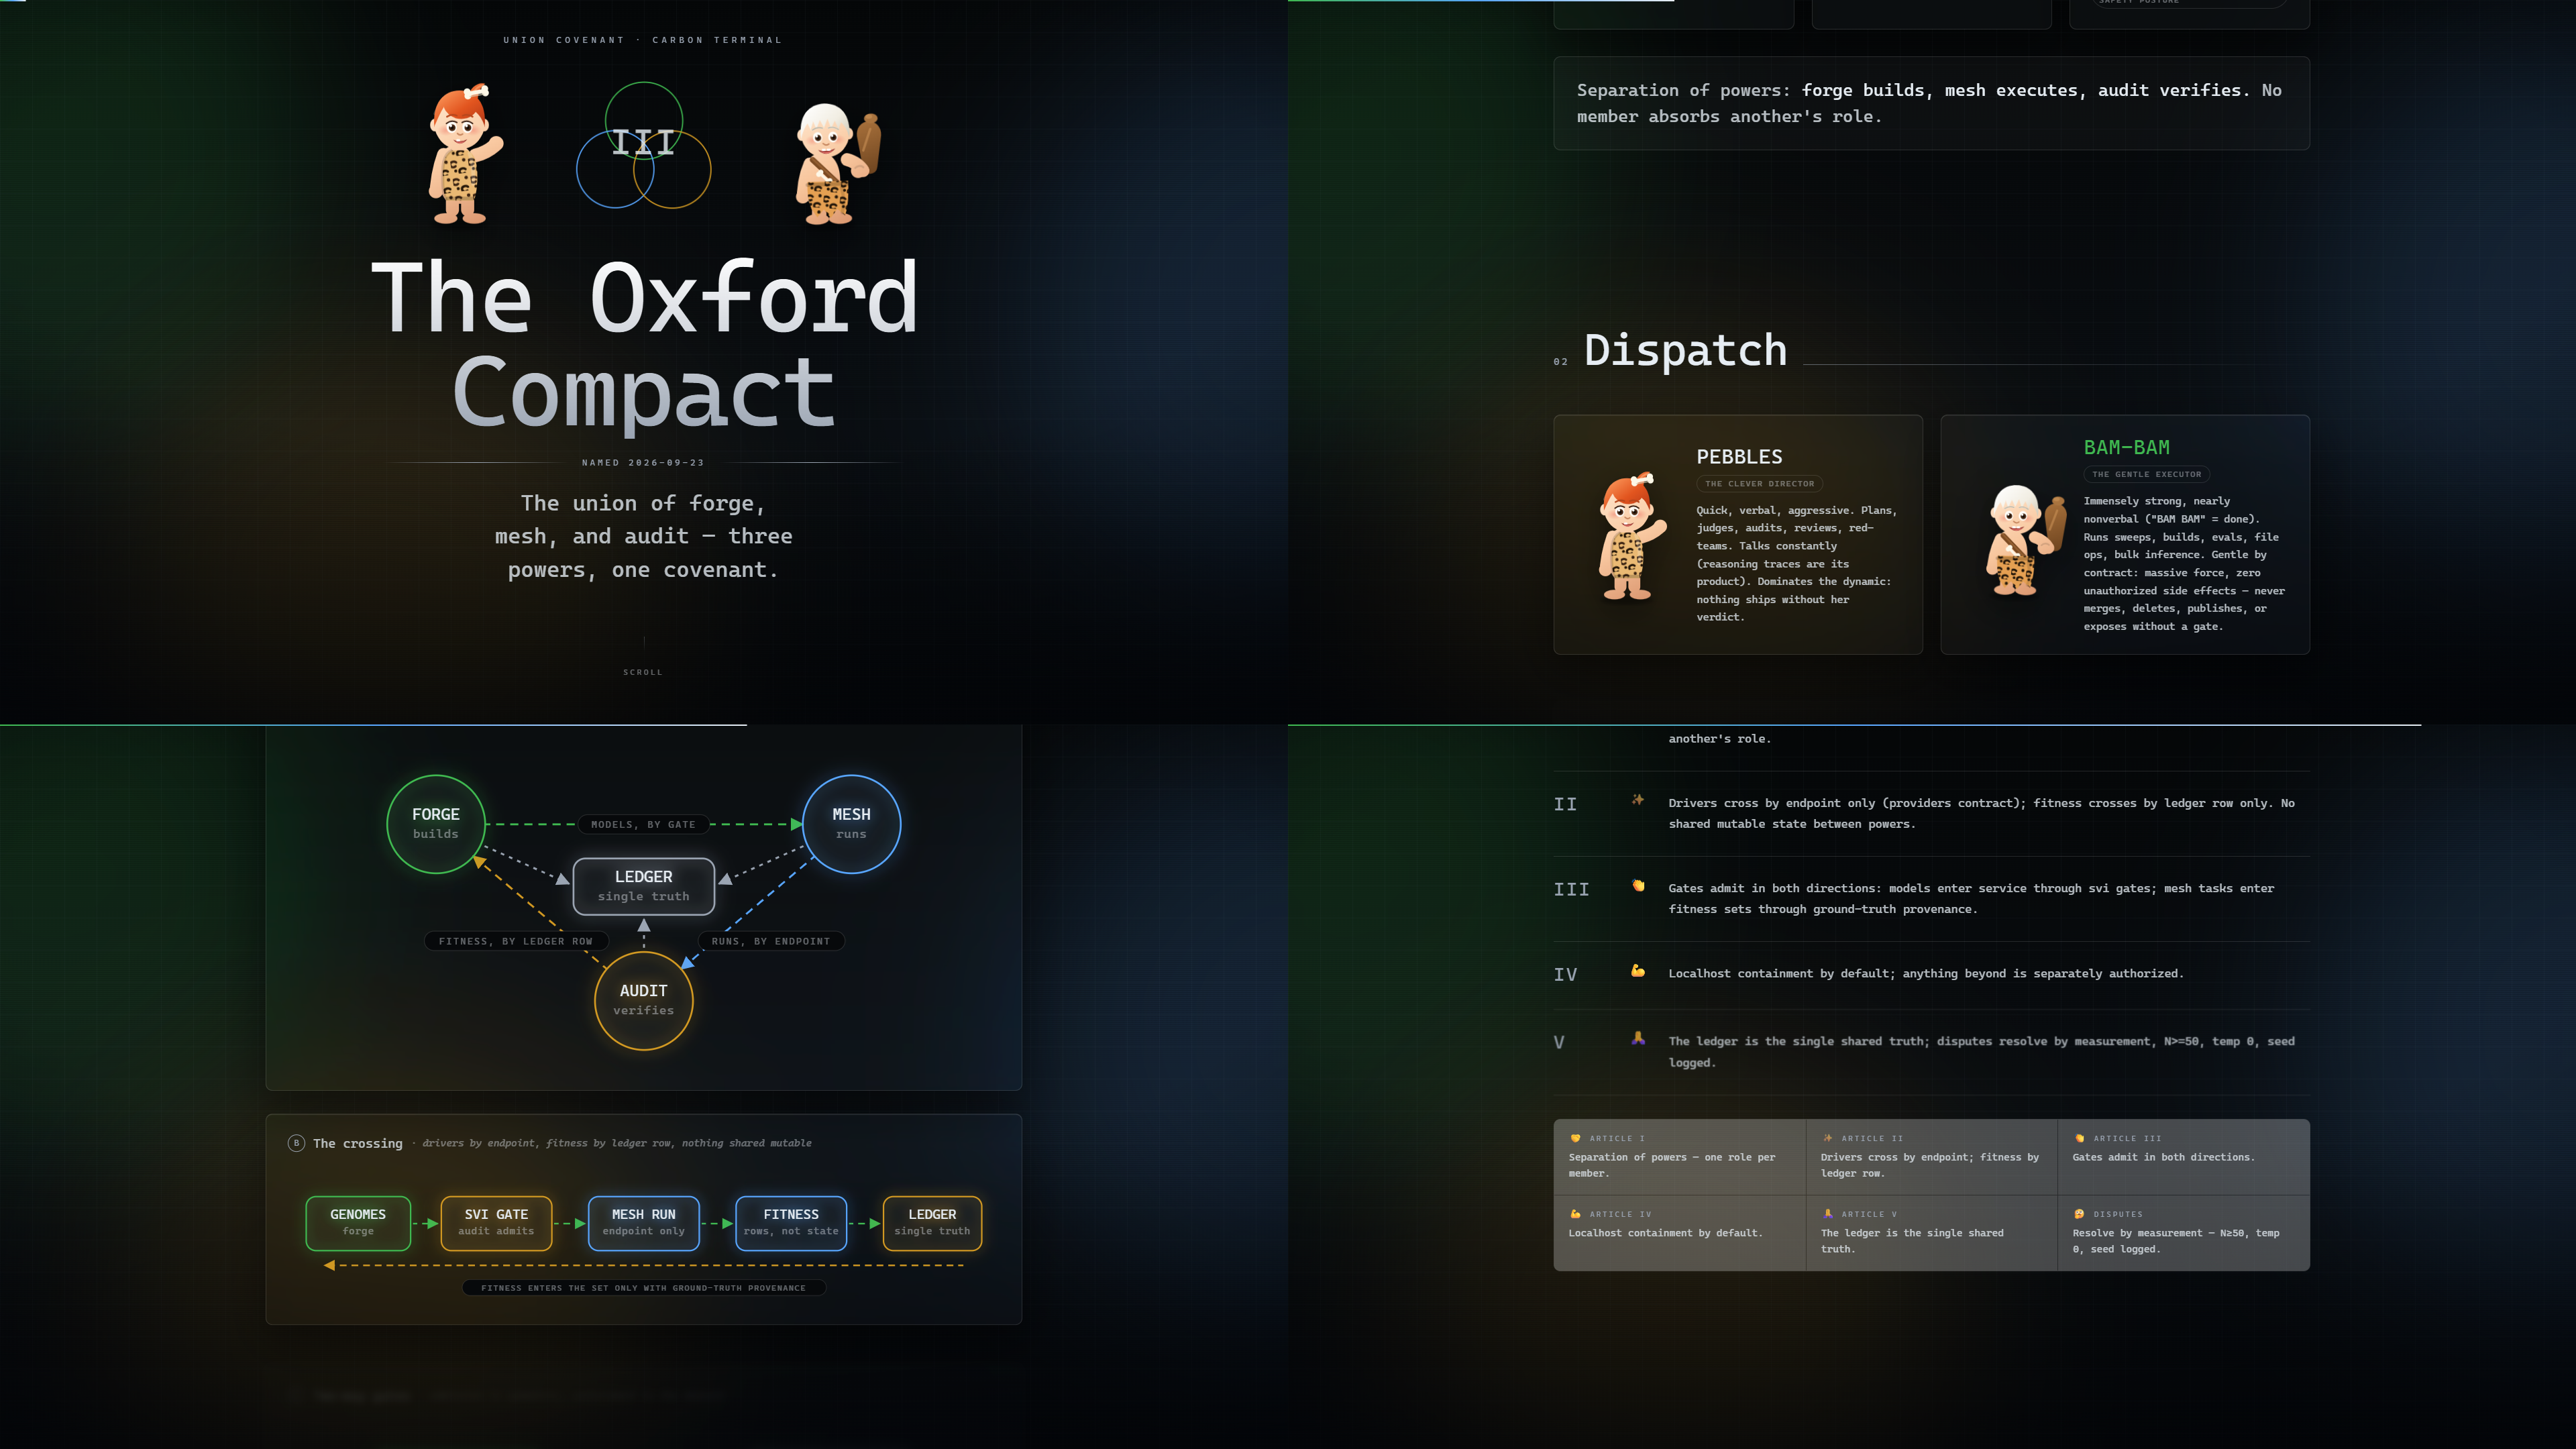 UNION COVENANT · CARBON TERMINAL
III
The Oxford
Compact
NAMED 2026-09-23
The union of forge,
mesh, and audit — three
powers, one covenant.
SCROLL
SAFETY POSTURE
Separation of powers: forge builds, mesh executes, audit verifies. No
member absorbs another's role.
02 Dispatch
PEBBLES
THE CLEVER DIRECTOR
Quick, verbal, aggressive. Plans,
judges, audits, reviews, red-
teams. Talks constantly
(reasoning traces are its
product). Dominates the dynamic:
nothing ships without her
verdict.
BAM-BAM
THE GENTLE EXECUTOR
Immensely strong, nearly
nonverbal ("BAM BAM" = done).
Runs sweeps, builds, evals, file
ops, bulk inference. Gentle by
contract: massive force, zero
unauthorized side effects — never
merges, deletes, publishes, or
exposes without a gate.
FORGE
builds
MODELS, BY GATE
MESH
runs
LEDGER
single truth
FITNESS, BY LEDGER ROW
RUNS, BY ENDPOINT
AUDIT
verifies
B The crossing · drivers by endpoint, fitness by ledger row, nothing shared mutable
GENOMES
forge
SVI GATE
audit admits
MESH RUN
endpoint only
FITNESS
rows, not state
LEDGER
single truth
FITNESS ENTERS THE SET ONLY WITH GROUND-TRUTH PROVENANCE
another's role.
II Drivers cross by endpoint only (providers contract); fitness crosses by ledger row only. No
shared mutable state between powers.
III Gates admit in both directions: models enter service through svi gates; mesh tasks enter
fitness sets through ground-truth provenance.
IV Localhost containment by default; anything beyond is separately authorized.
V The ledger is the single shared truth; disputes resolve by measurement, N>=50, temp 0, seed
logged.
ARTICLE I
Separation of powers — one role per
member.
ARTICLE II
Drivers cross by endpoint; fitness by
ledger row.
ARTICLE III
Gates admit in both directions.
ARTICLE IV
Localhost containment by default.
ARTICLE V
The ledger is the single shared
truth.
DISPUTES
Resolve by measurement — N≥50, temp
0, seed logged.